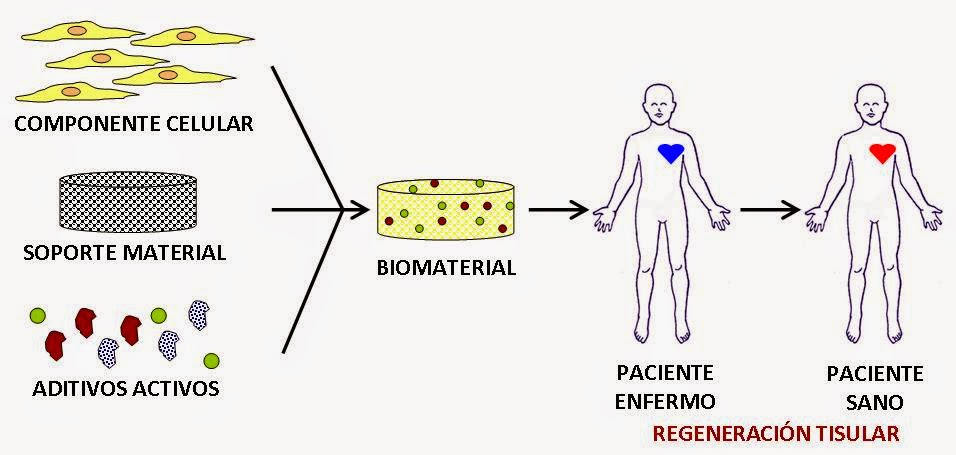 COMPONENTE CELULAR
SOPORTE MATERIAL
ADITIVOS ACTIVOS
BIOMATERIAL
PACIENTE
ENFERMO
PACIENTE
SANO
REGENERACIÓN TISULAR